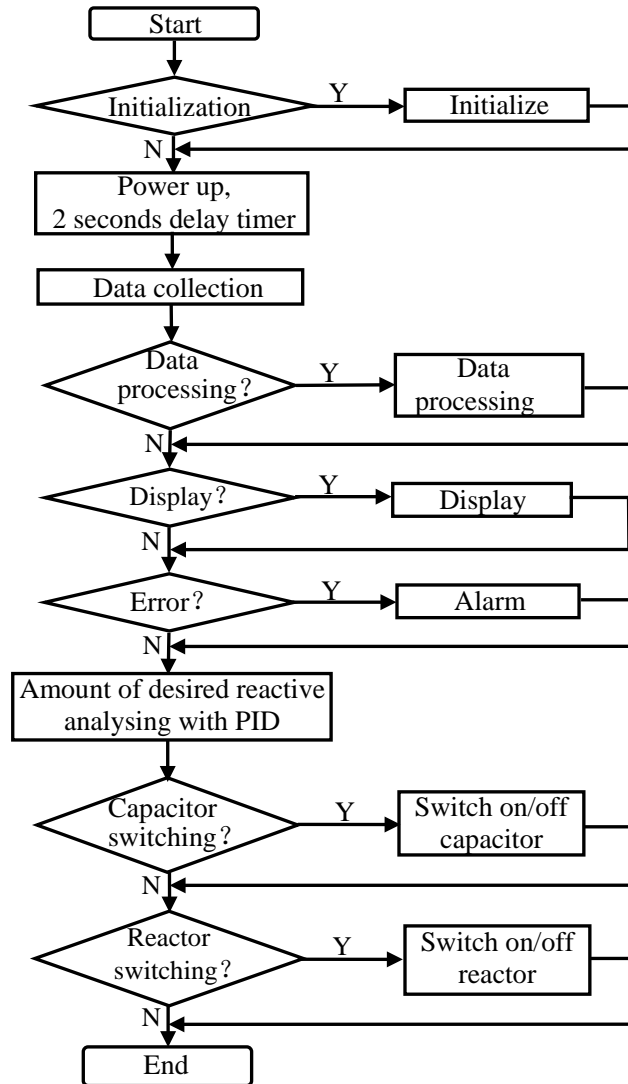 Start
Initialization
Y
Initialize
N
Power up,
2 seconds delay timer
Data collection
Data
processing?
Y
Data
processing
N
Display?
Y
Display
N
Error?
Y
Alarm
N
Amount of desired reactive
analysing with PID
Capacitor
switching?
Y
Switch on/off
capacitor
N
Reactor
switching?
Y
Switch on/off
reactor
N
End